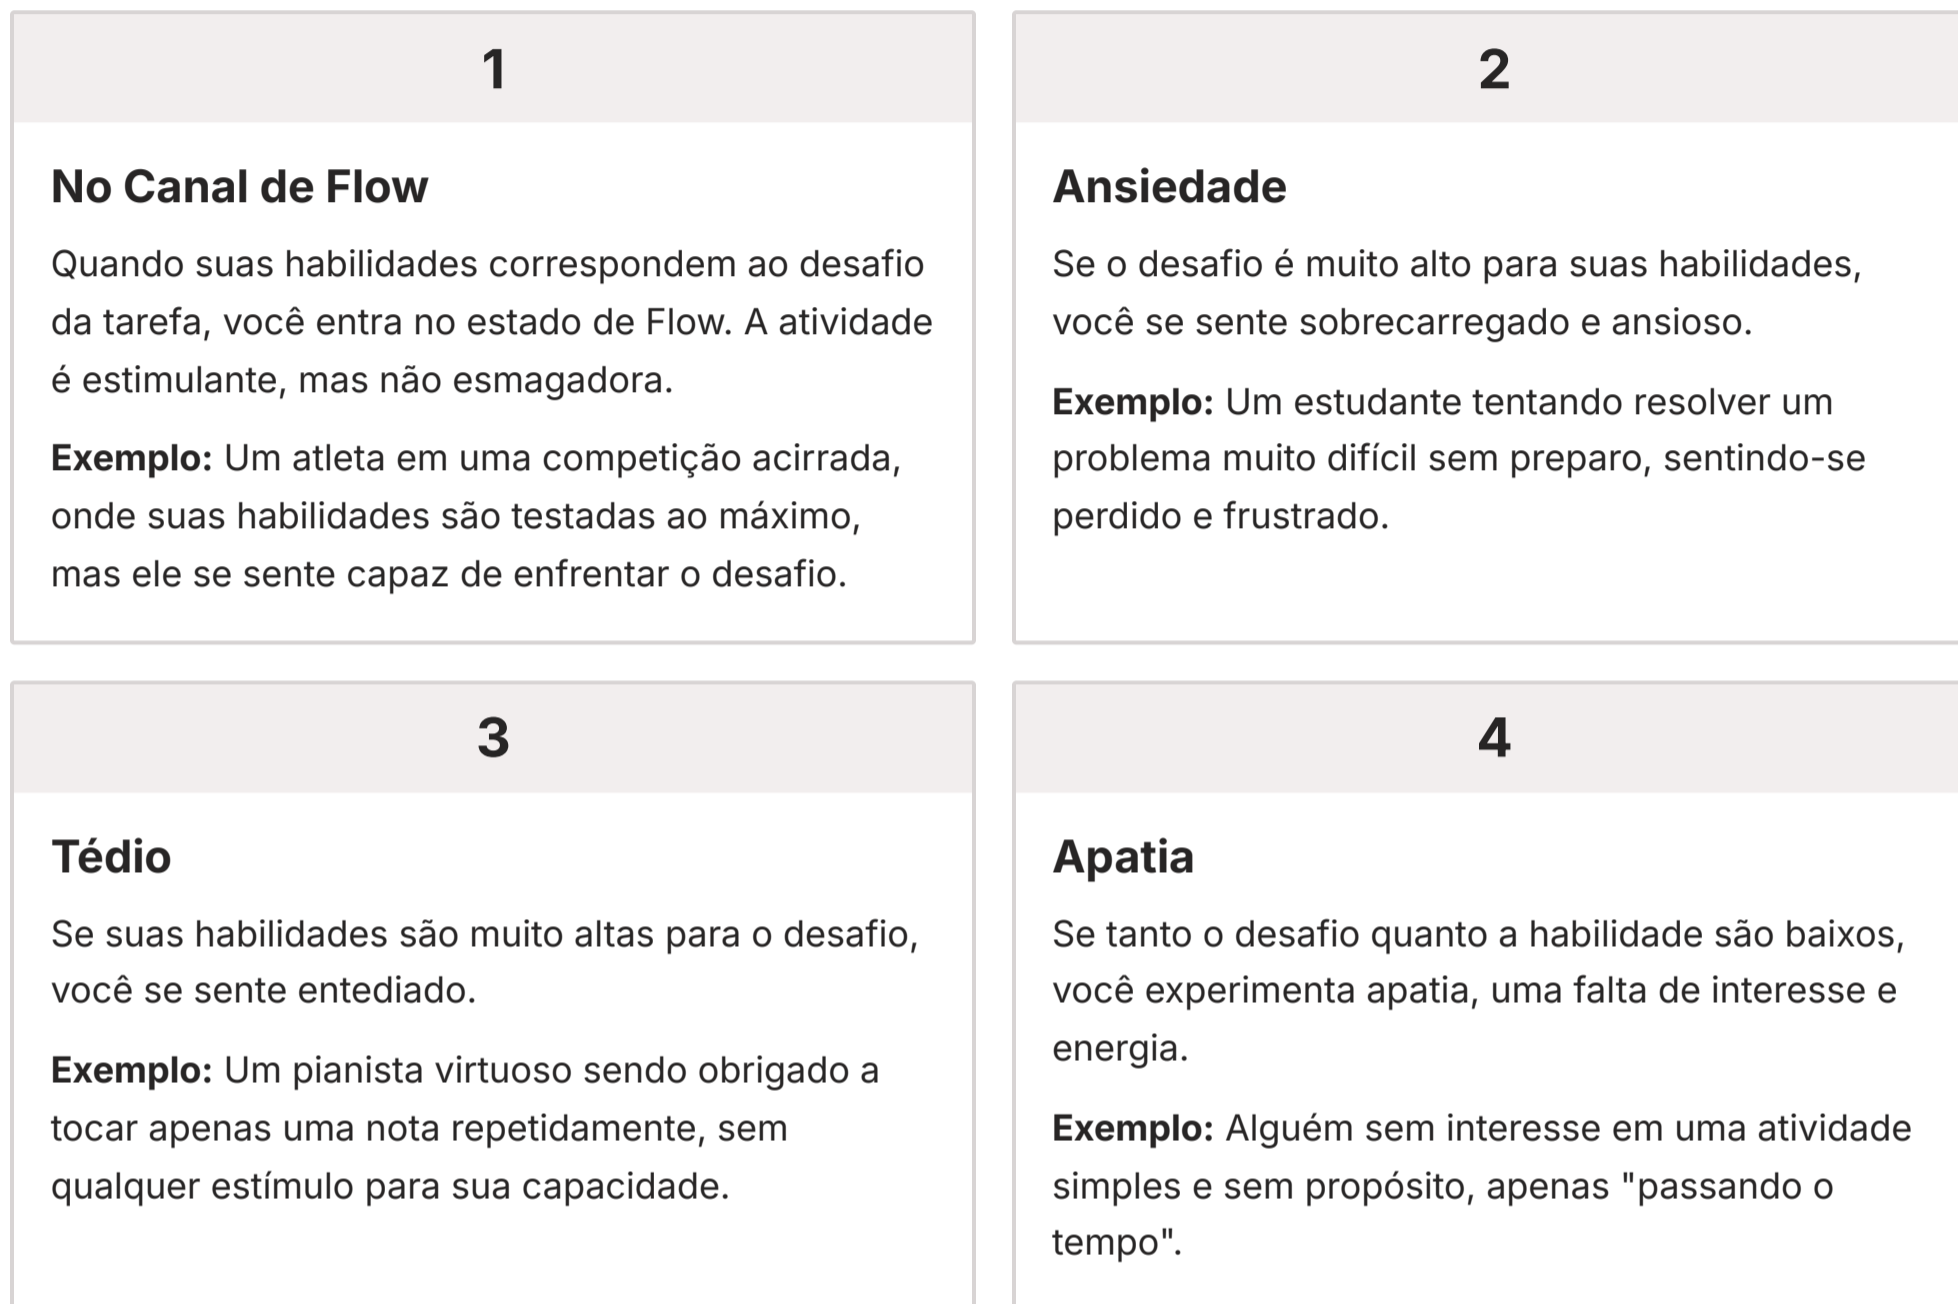 1
No Canal de Flow
Quando suas habilidades correspondem ao desafio
da tarefa, você entra no estado de Flow. A atividade
é estimulante, mas não esmagadora.
Exemplo: Um atleta em uma competição acirrada,
onde suas habilidades são testadas ao máximo,
mas ele se sente capaz de enfrentar o desafio.
2
Ansiedade
Se o desafio é muito alto para suas habilidades,
você se sente sobrecarregado e ansioso.
Exemplo: Um estudante tentando resolver um
problema muito difícil sem preparo, sentindo-se
perdido e frustrado.
3
Tédio
Se suas habilidades são muito altas para o desafio,
você se sente entediado.
Exemplo: Um pianista virtuoso sendo obrigado a
tocar apenas uma nota repetidamente, sem
qualquer estímulo para sua capacidade.
4
Apatia
Se tanto o desafio quanto a habilidade são baixos,
você experimenta apatia, uma falta de interesse e
energia.
Exemplo: Alguém sem interesse em uma atividade
simples e sem propósito, apenas "passando o
tempo".